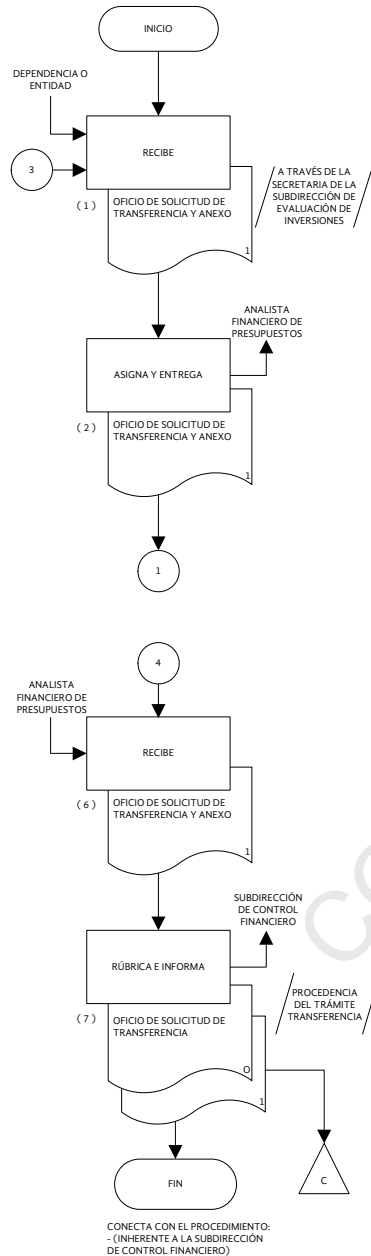 INICIO
DEPENDENCIA O
ENTIDAD
RECIBE
3
( 1 )
OFICIO DE SOLICITUD DE
TRANSFERENCIA Y ANEXO
1
A TRAVÉS DE LA
SECRETARIA DE LA
SUBDIRECCIÓN DE
EVALUACIÓN DE
INVERSIONES
ANALISTA
FINANCIERO DE
PRESUPUESTOS
ASIGNA Y ENTREGA
( 2 )
OFICIO DE SOLICITUD DE
TRANSFERENCIA Y ANEXO
1
1
4
ANALISTA
FINANCIERO DE
PRESUPUESTOS
RECIBE
( 6 )
OFICIO DE SOLICITUD DE
TRANSFERENCIA Y ANEXO
1
SUBDIRECCIÓN
DE CONTROL
FINANCIERO
RÚBRICA E INFORMA
( 7 )
OFICIO DE SOLICITUD DE
TRANSFERENCIA
O
1
PROCEDENCIA
DEL TRÁMITE
TRANSFERENCIA
C
FIN
CONECTA CON EL PROCEDIMIENTO:
- (INHERENTE A LA SUBDIRECCIÓN
DE CONTROL FINANCIERO)